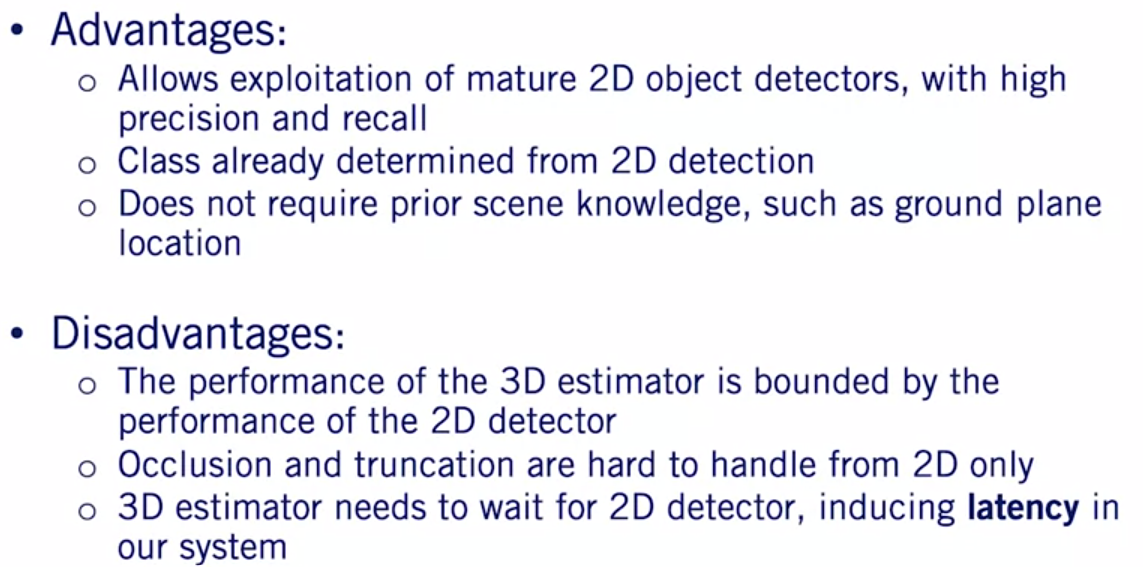 • Advantages:
o Allows exploitation of mature 2D object detectors, with high
precision and recall
o Class already determined from 2D detection
o Does not require prior scene knowledge, such as ground plane
location
• Disadvantages:
o The performance of the 3D estimator is bounded by the
performance of the 2D detector
o Occlusion and truncation are hard to handle from 2D only
o 3D estimator needs to wait for 2D detector, inducing latency in
our system